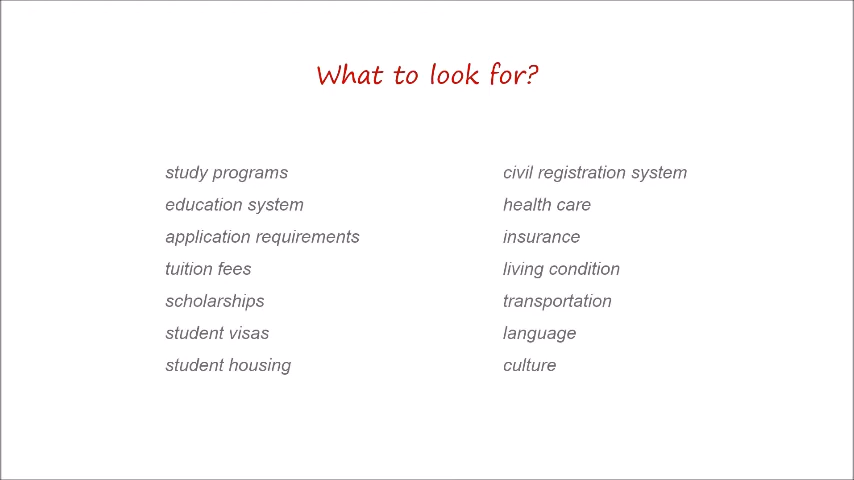 What to look for?
study programs
education system
application requirements
tuition fees
scholarships
student visas
student housing
civil registration system
health care
insurance
living condition
transportation
language
culture